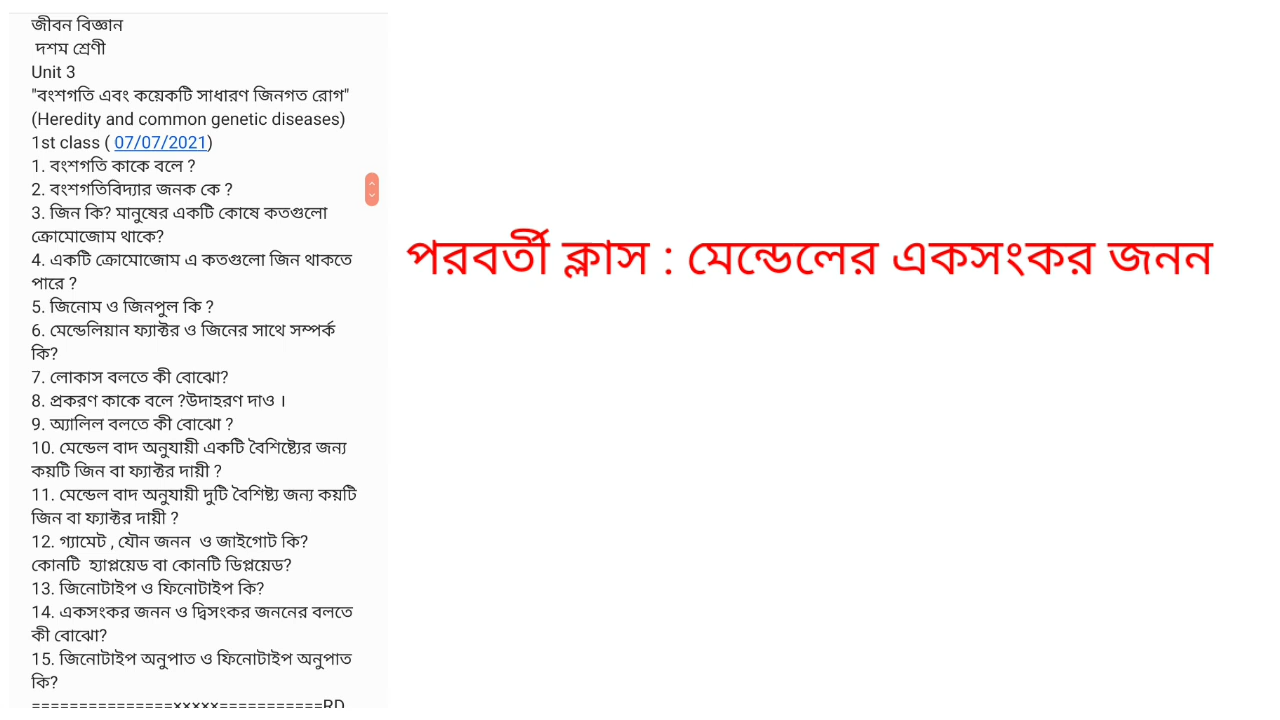 জীবন বিজ্ঞান
দশম শ্রেণী
Unit 3
"বংশগতি এবং কয়েকটি সাধারণ জিনগত রোগ"
(Heredity and common genetic diseases)
1st class ( 07/07/2021)
1. বংশগতি কাকে বলে ?
2. বংশগতিবিদ্যার জনক কে ?
3. জিন কি? মানুষের একটি কোষে কতগুলো
ক্রোমোজোম থাকে?
4. একটি ক্রোমোজোম এ কতগুলো জিন থাকতে
পারে ?
5. জিনোম ও জিনপুল কি ?
6. মেন্ডেলিয়ান ফ্যাক্টর ও জিনের সাথে সম্পর্ক
কি?
7. লোকাস বলতে কী বোঝো?
8. প্রকরণ কাকে বলে ?উদাহরণ দাও ।
9. অ্যালিল বলতে কী বোঝো ?
10. মেন্ডেল বাদ অনুযায়ী একটি বৈশিষ্ট্যের জন্য
কয়টি জিন বা ফ্যাক্টর দায়ী ?
11. মেন্ডেল বাদ অনুযায়ী দুটি বৈশিষ্ট্য জন্য কয়টি
জিন বা ফ্যাক্টর দায়ী ?
12. গ্যামেট , যৌন জনন ও জাইগোট কি?
কোনটি হ্যাপ্লয়েড বা কোনটি ডিপ্লয়েড?
13. জিনোটাইপ ও ফিনোটাইপ কি?
14. একসংকর জনন ও দ্বিসংকর জননের বলতে
কী বোঝো?
15. জিনোটাইপ অনুপাত ও ফিনোটাইপ অনুপাত
কি?
===============×××××===========RD
পরবর্তী ক্লাস : মেন্ডেলের একসংকর জনন